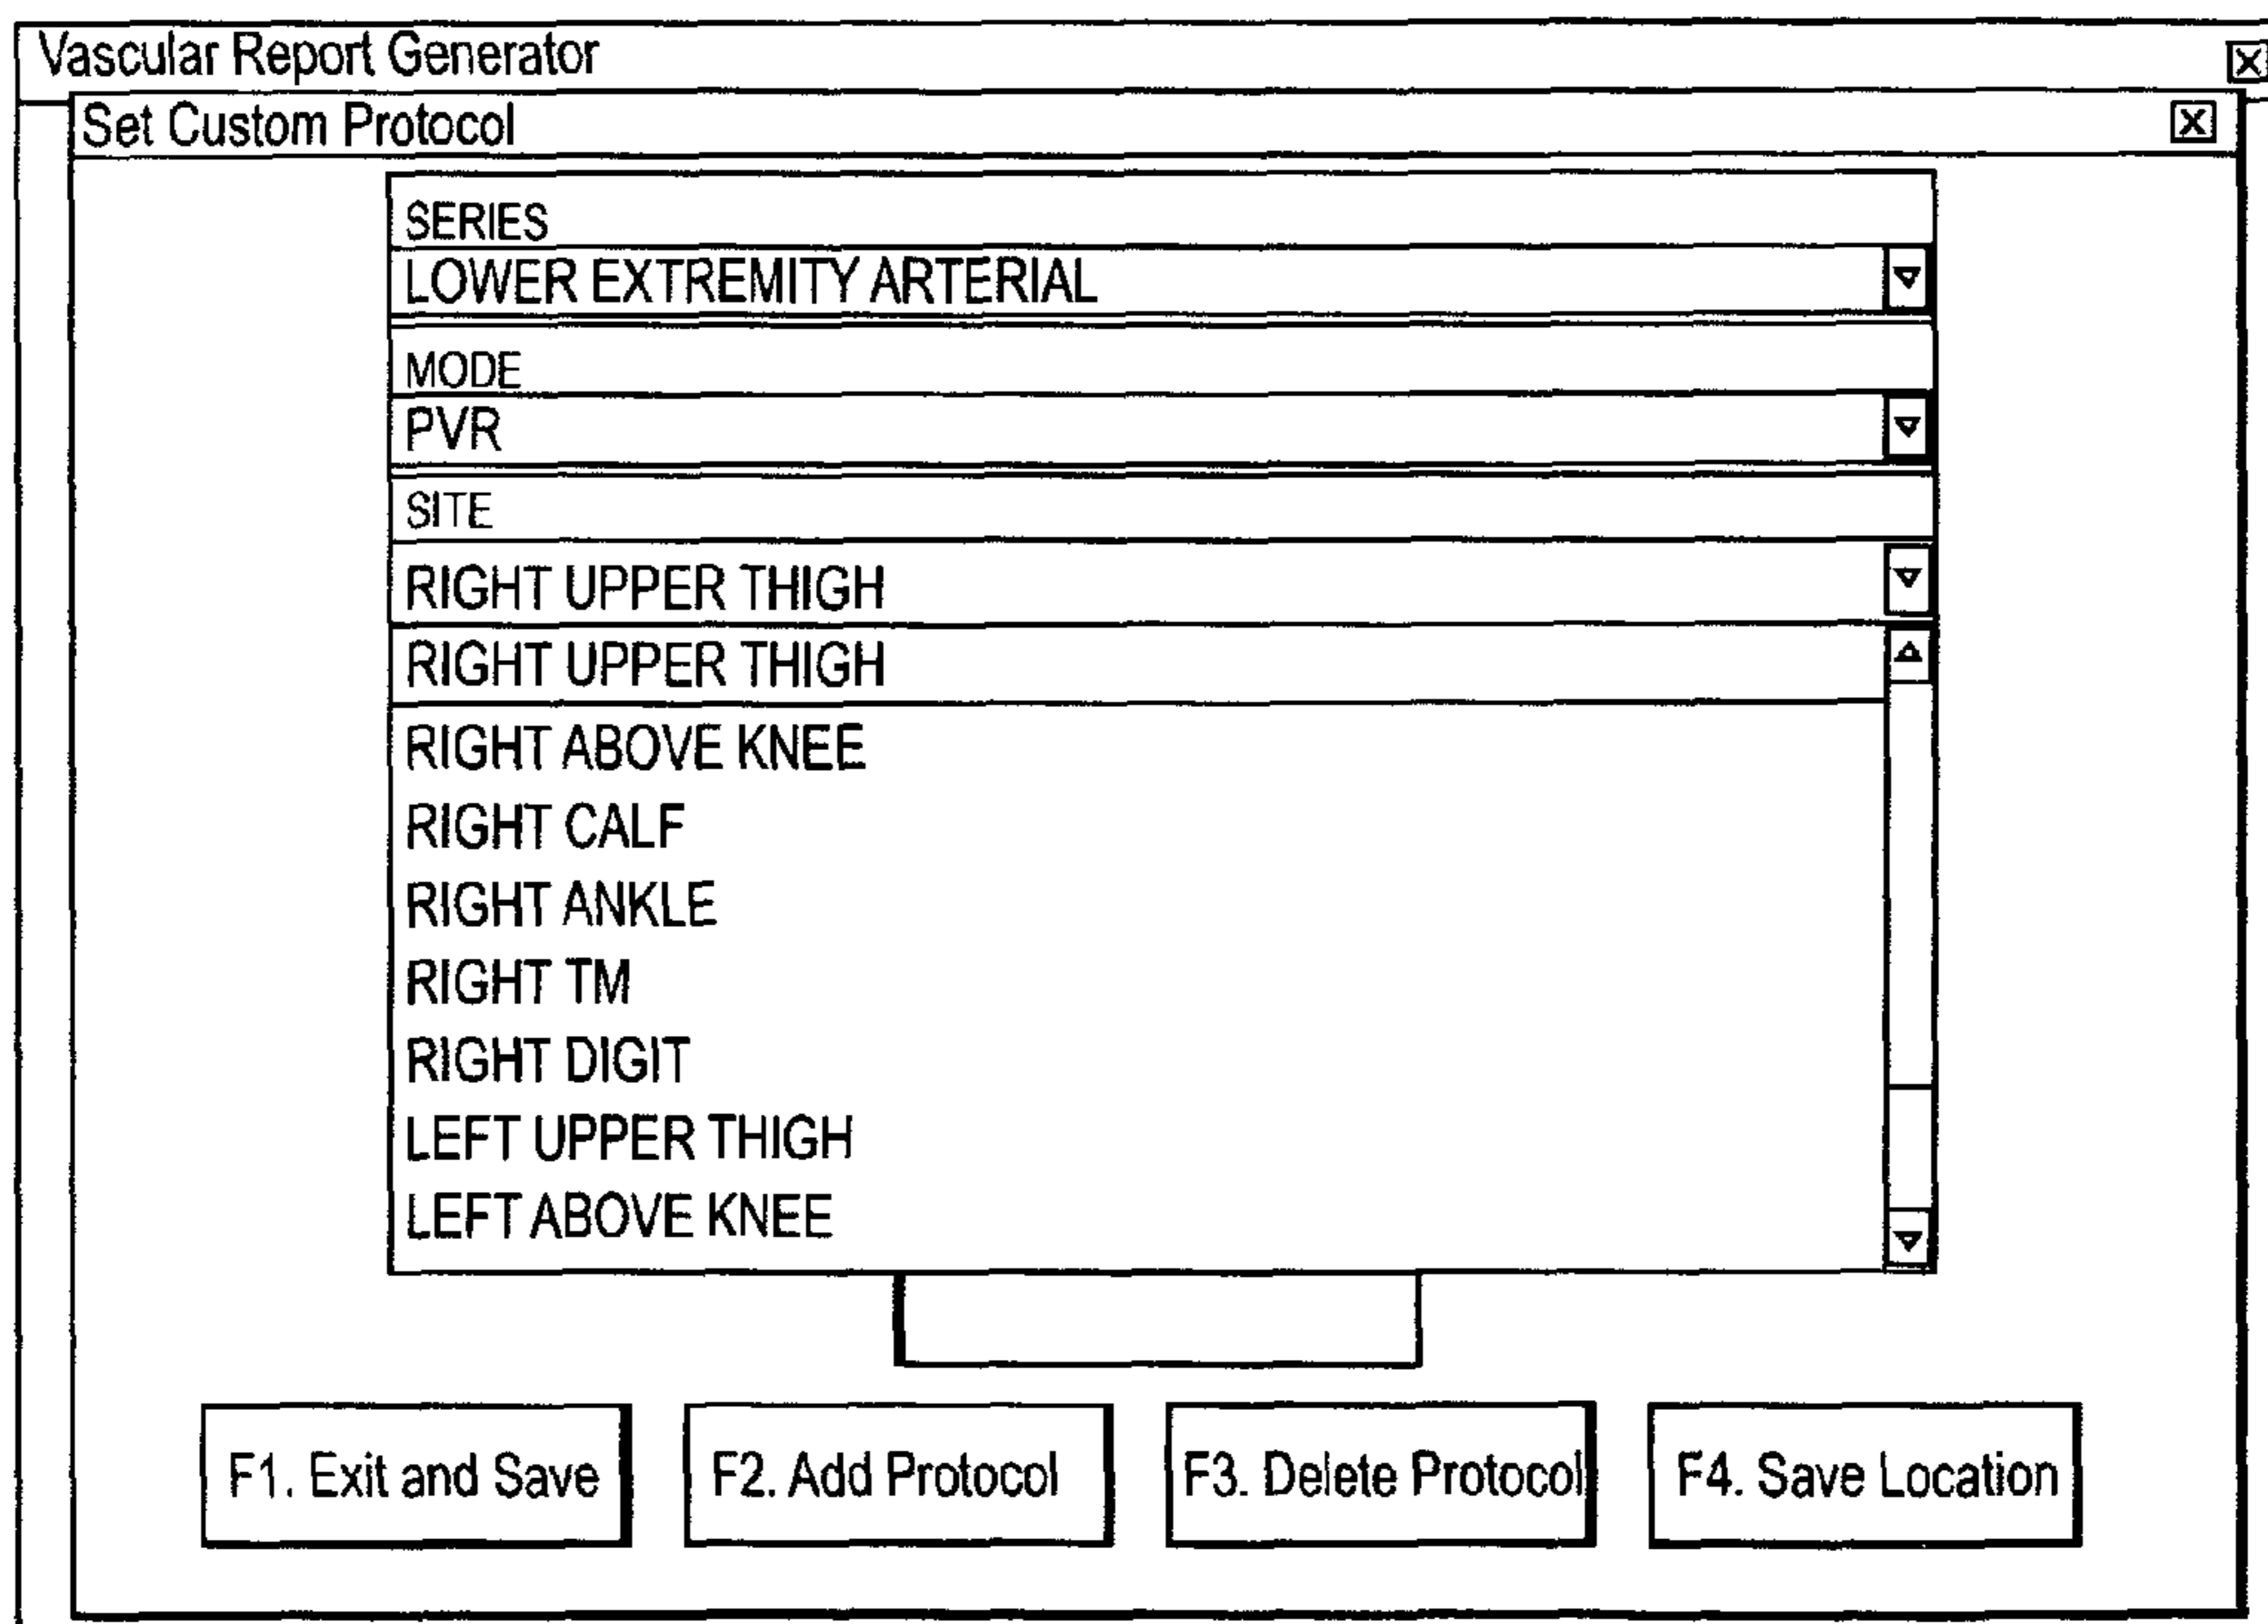 Vascular Report Generator
Set Custom Protocol
SERIES
LOWER EXTREMITY ARTERIAL
MODE
PVR
SITE
RIGHT UPPER THIGH
RIGHT UPPER THIGH
RIGHT ABOVE KNEE
RIGHT CALF
RIGHT ANKLE
RIGHT TM
RIGHT DIGIT
LEFT UPPER THIGH
LEFT ABOVE KNEE
F1. Exit and Save
F2. Add Protocol
F3. Delete Protocol
F4. Save Location